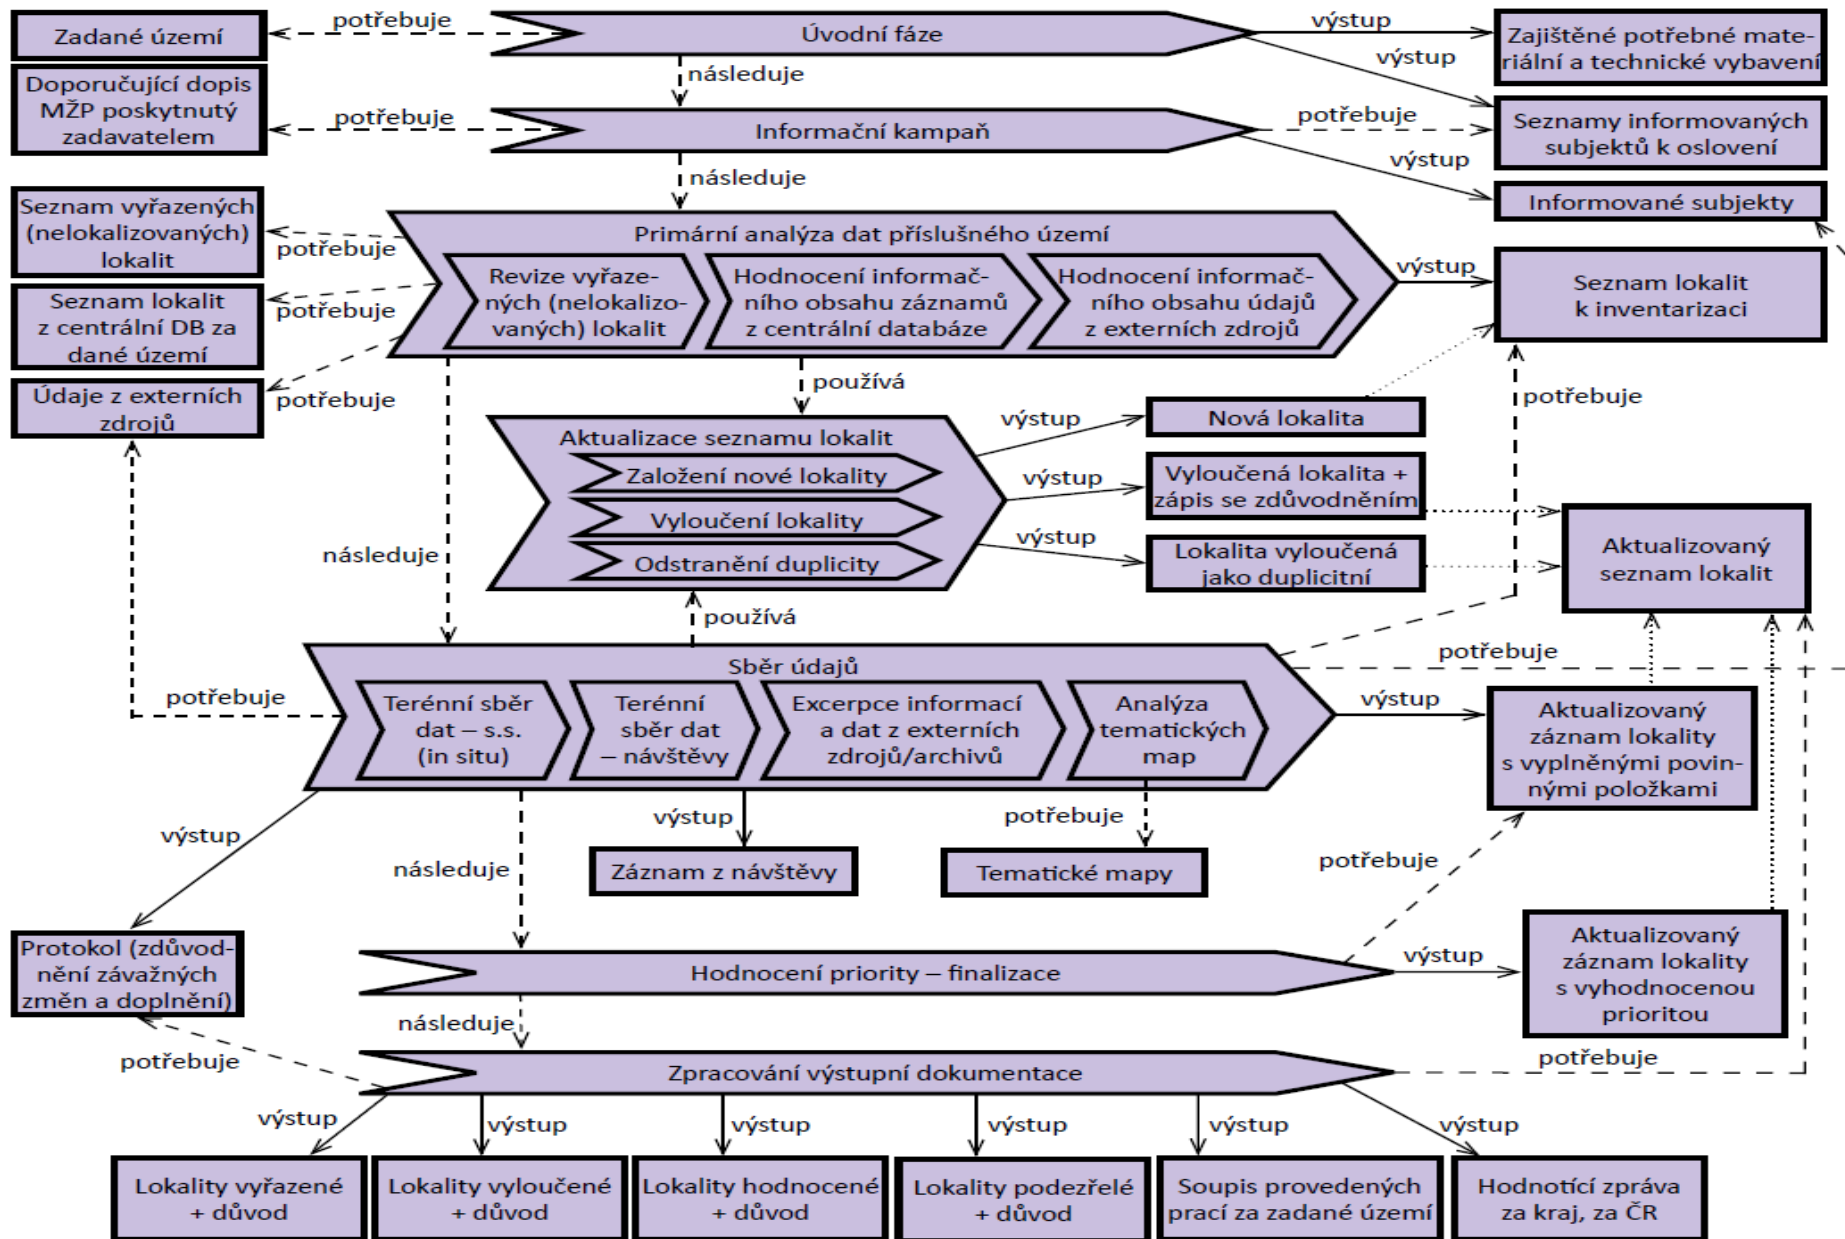 Zadané území
potřebuje
Úvodní fáze
výstup
Zajištěné potřebné mate-
riální a technické vybavení
výstup
následuje
Doporučující dopis
MŽP poskytnutý
zadavatelem
potřebuje
Informační kampaň
potřebuje
Seznamy informovaných
subjektů k oslovení
výstup
Informované subjekty
následuje
Seznam vyřazených
(nelokalizovaných)
lokalit
potřebuje
Primární analýza dat příslušného území
Revize vyřaze-
ných (nelokalizo-
vaných) lokalit
Hodnocení informač-
ního obsahu záznamů
z centrální databáze
Hodnocení informač-
ního obsahu údajů
z externích zdrojů
výstup
Seznam lokalit
k inventarizaci
Seznam lokalit
z centrální DB za
dané území
potřebuje
Údaje z externích
zdrojů
potřebuje
používá
potřebuje
Aktualizace seznamu lokalit
Založení nové lokality
Vyloučení lokality
Odstranění duplicity
výstup
Nová lokalita
výstup
Vyloučená lokalita +
zápis se zdůvodněním
výstup
Lokalita vyloučená
jako duplicitní
Aktualizovaný
seznam lokalit
následuje
používá
potřebuje
Sběr údajů
potřebuje
Terénní sběr
dat – s.s.
(in situ)
Terénní
sběr dat
– návštěvy
Excerpce informací
a dat z externích
zdrojů/archivů
Analýza
tematických
map
výstup
Aktualizovaný
záznam lokality
s vyplněnými povin-
nými položkami
výstup
následuje
výstup
Záznam z návštěvy
potřebuje
Tematické mapy
potřebuje
Protokol (zdůvod-
nění závažných
změn a doplnění)
Hodnocení priority – finalizace
výstup
Aktualizovaný
záznam lokality
s vyhodnocenou
prioritou
následuje
potřebuje
Zpracování výstupní dokumentace
potřebuje
výstup
výstup
výstup
výstup
výstup
výstup
Lokality vyřazené
+ důvod
Lokality vyloučené
+ důvod
Lokality hodnocené
+ důvod
Lokality podezřelé
+ důvod
Soupis provedených
prací za zadané území
Hodnotící zpráva
za kraj, za ČR